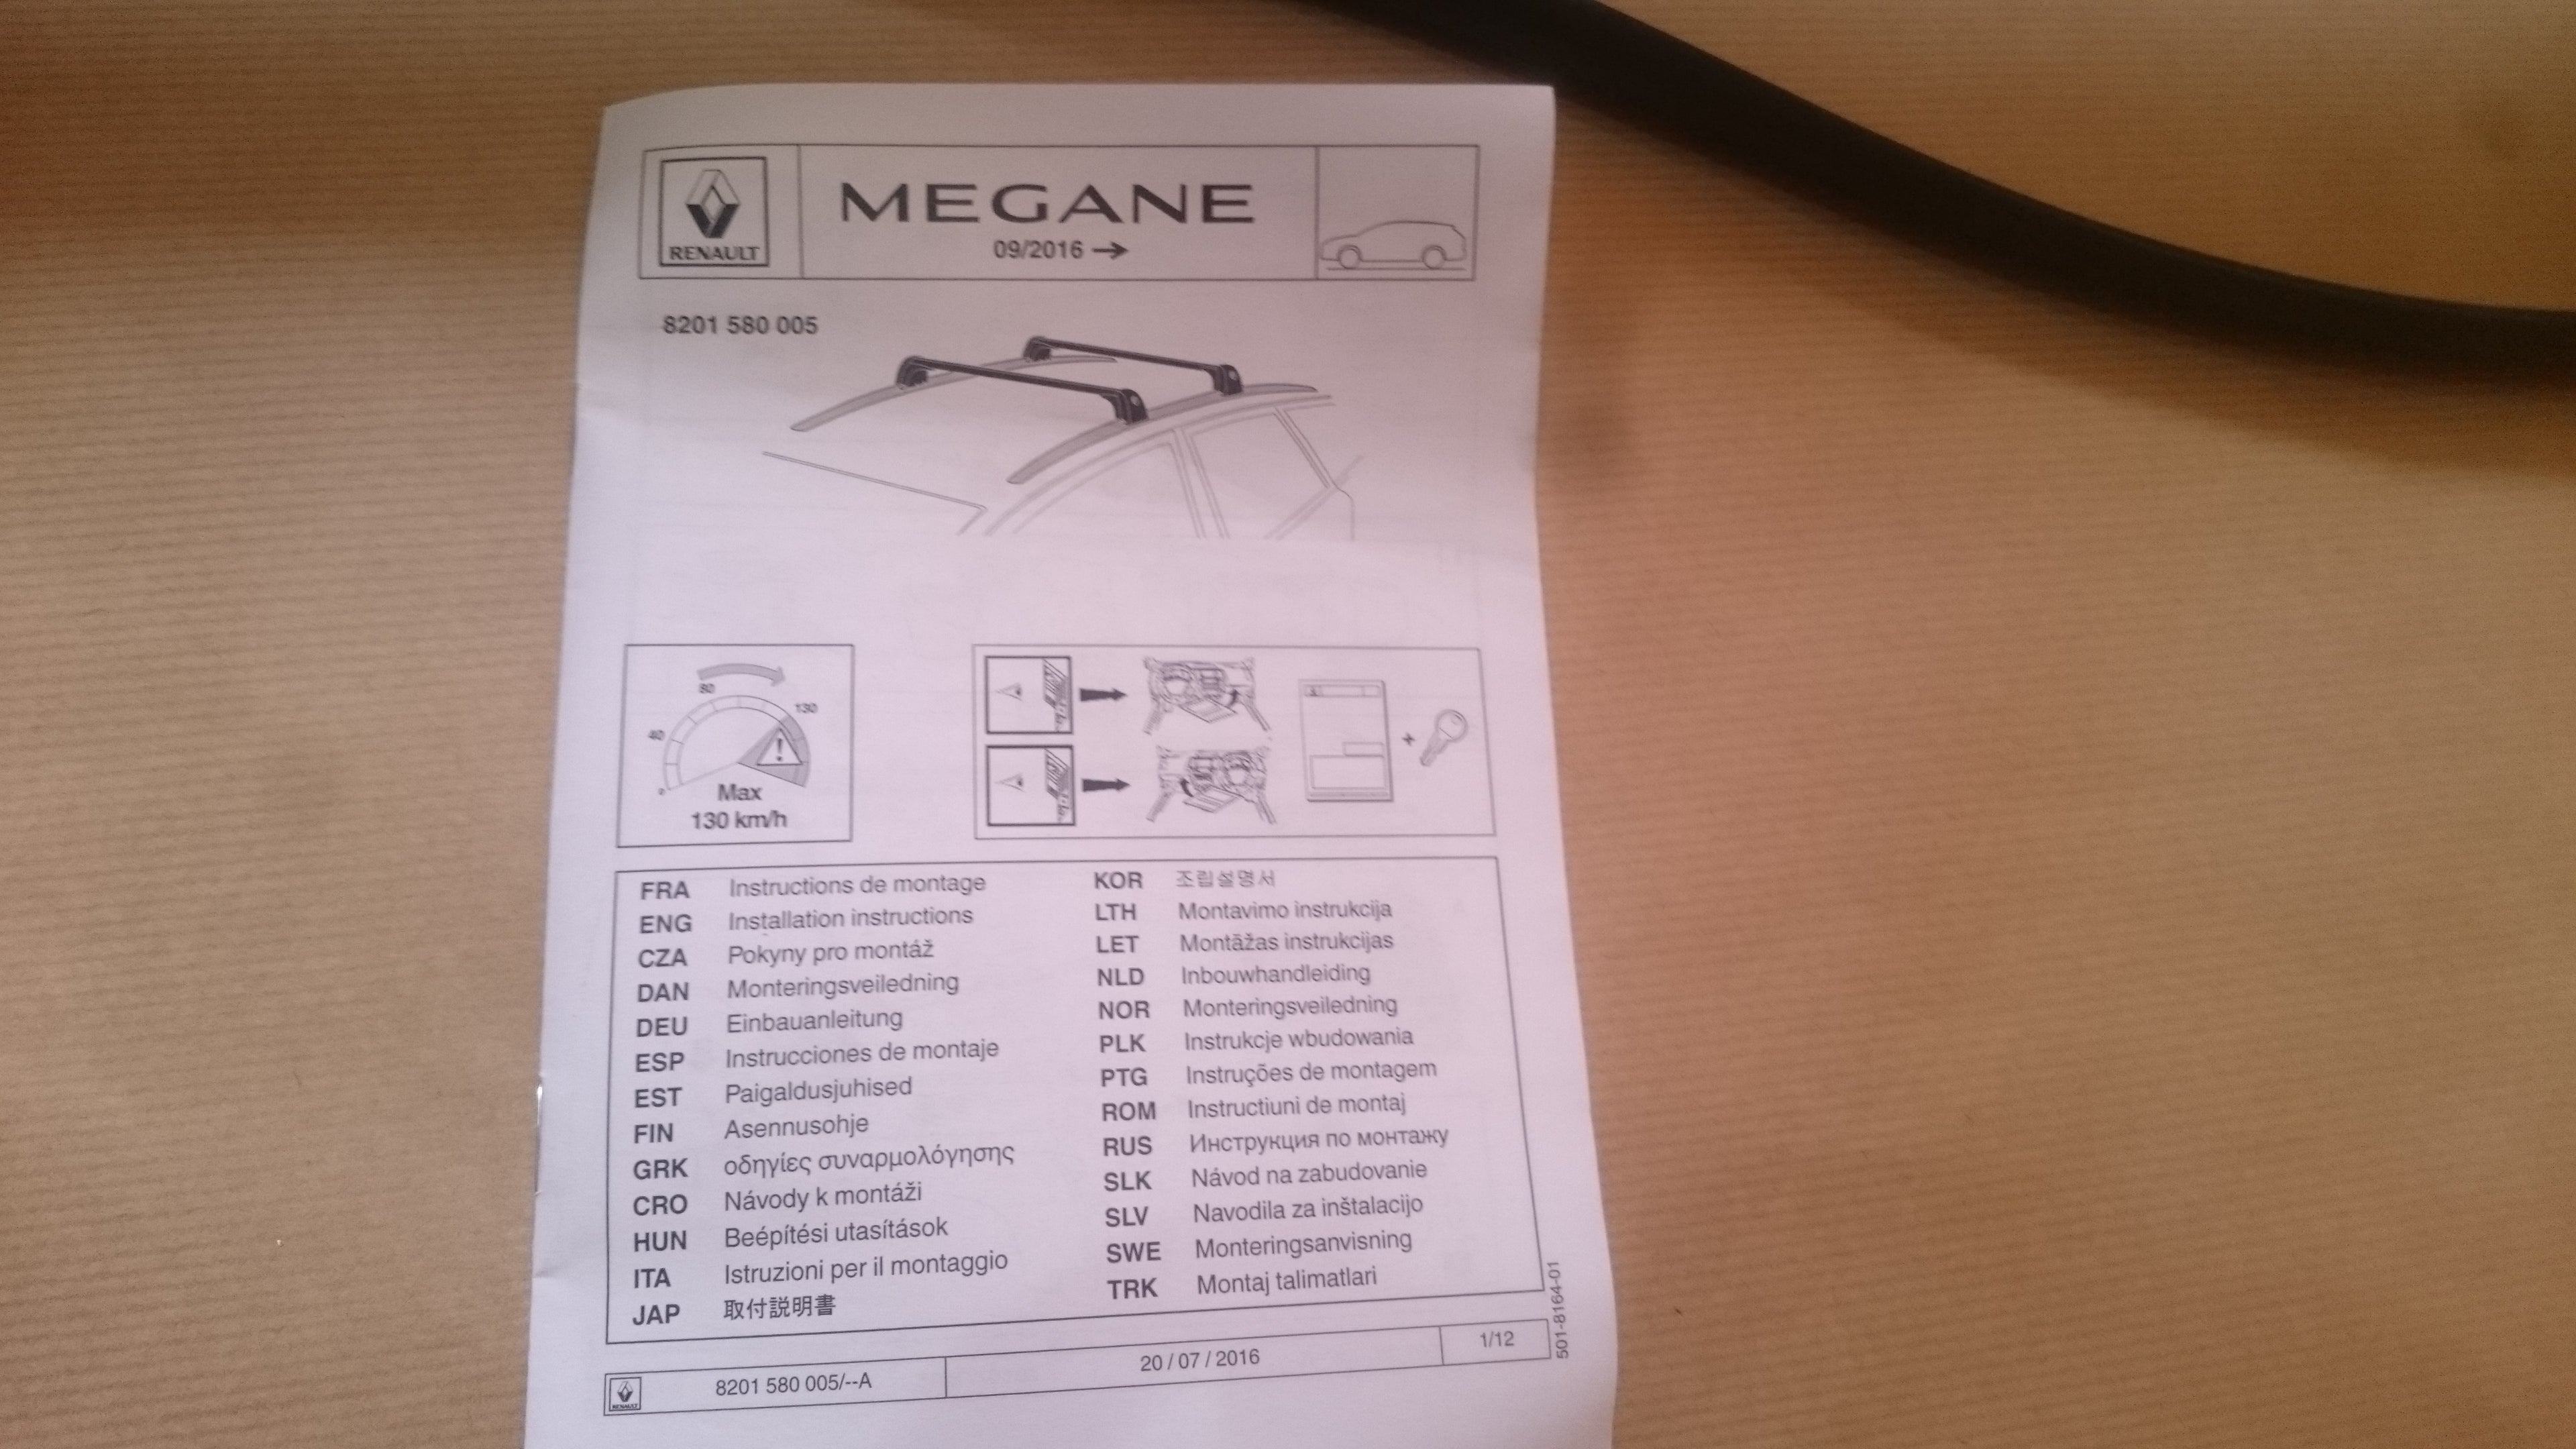 RENAULT
MEGANE
09/2016 →
8201 580 005
80
130
40
0
Max
130 km/h
+
FRA Instructions de montage
ENG Installation instructions
CZA Pokyny pro montáž
DAN Monteringsveiledning
DEU Einbauanleitung
ESP Instrucciones de montaje
EST Paigaldusjuhised
FIN Asennusohje
GRK οδηγίες συναρμολόγησης
CRO Návody k montáži
HUN Beépítési utasítások
ITA Istruzioni per il montaggio
JAP 取付説明書
KOR 조립설명서
LTH Montavimo instrukcija
LET Montāžas instrukcijas
NLD Inbouwhandleiding
NOR Monteringsveiledning
PLK Instrukcje wbudowania
PTG Instruções de montagem
ROM Instructiuni de montaj
RUS Инструкция по монтажу
SLK Návod na zabudovanie
SLV Navodila za inštalacijo
SWE Monteringsanvisning
TRK Montaj talimatlari
501-8164-01
RENAULT
8201 580 005/--A
20 / 07 / 2016
1/12